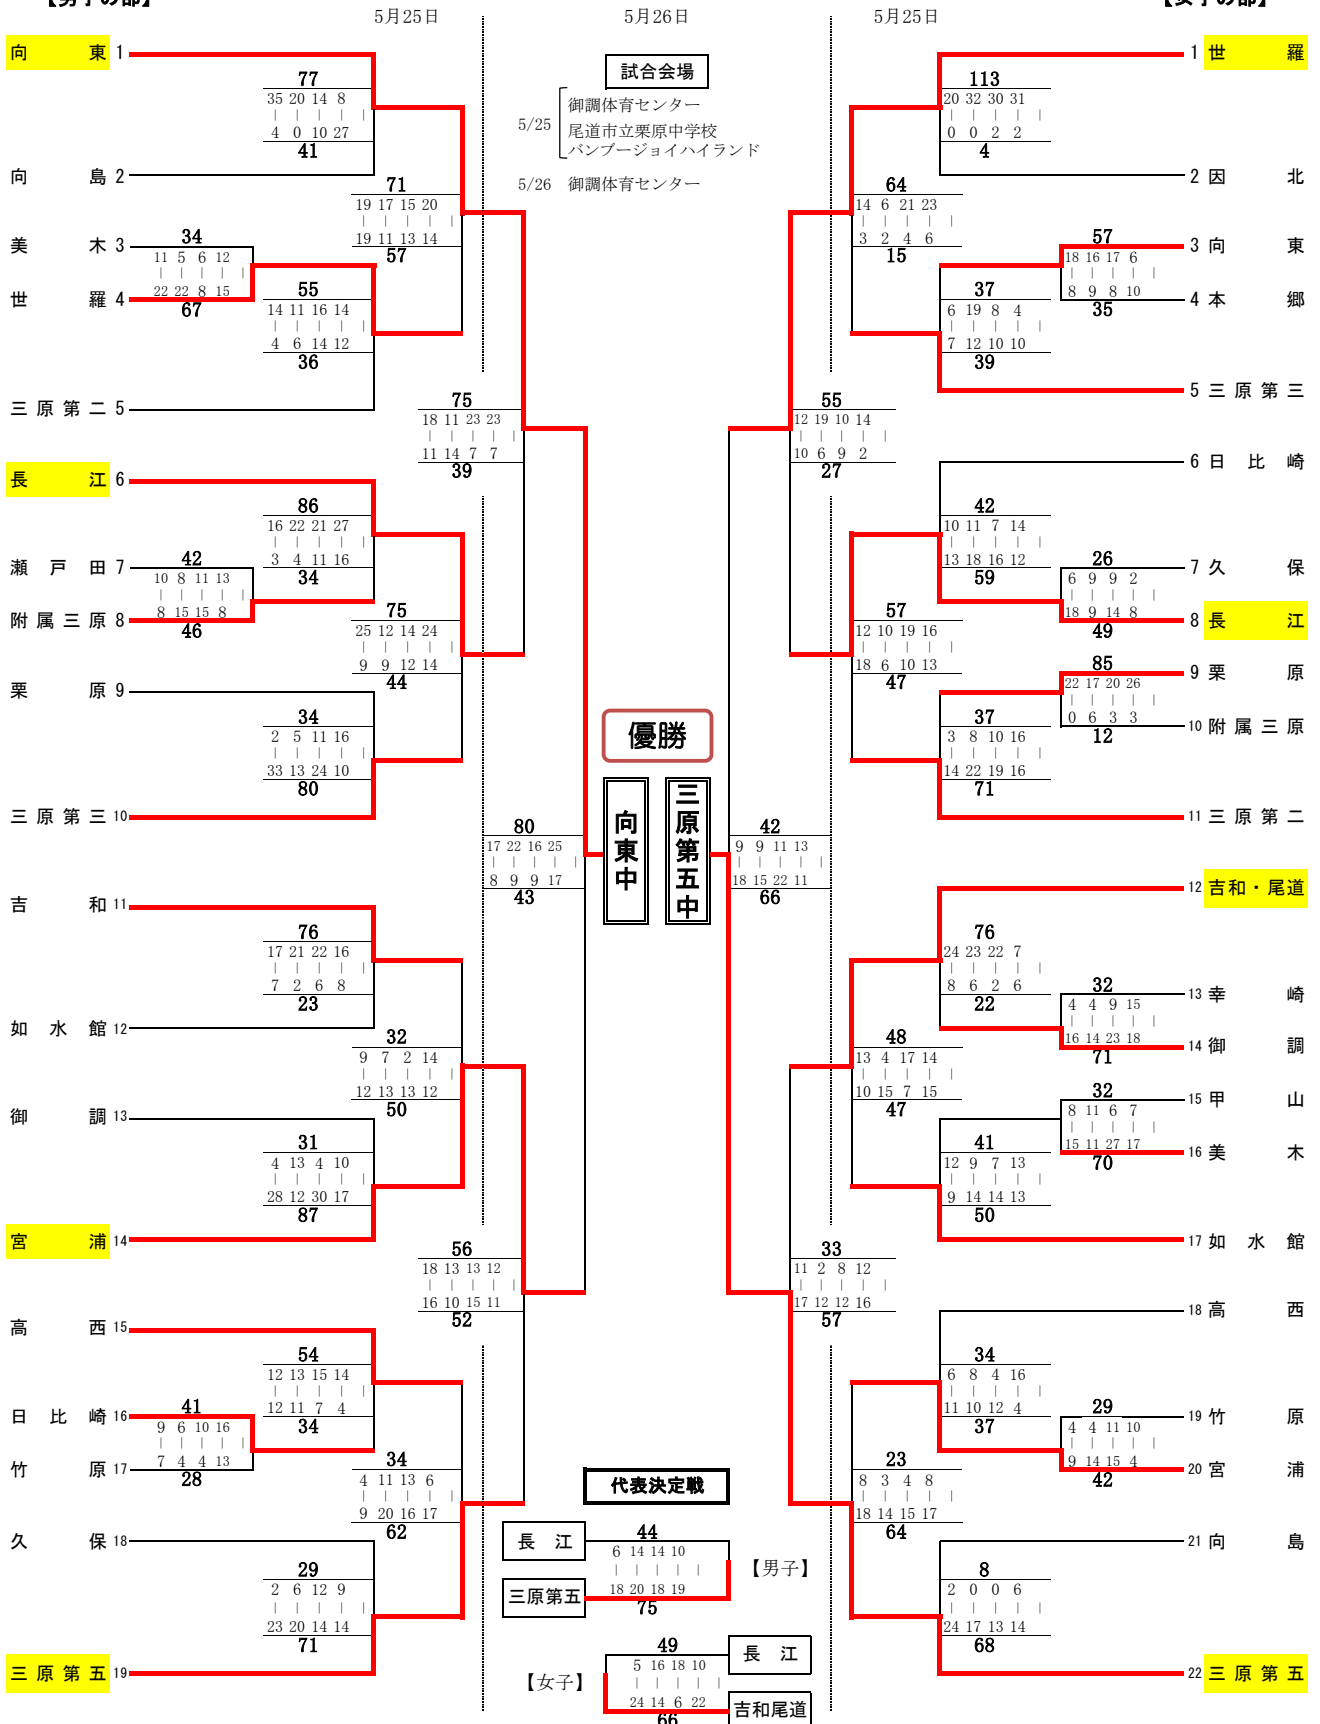 【男子の部】
5月25日 5月26日 5月25日
【女子の部】
試合会場
5/25 御調体育センター
尾道市立栗原中学校
バンブージョイハイランド
5/26 御調体育センター
向東 1
77
35 20 14 8
4 0 10 27
41
向島 2
71
19 17 15 20
19 11 13 14
57
美木 3
34
11 5 6 12
22 22 8 15
67
世羅 4
55
14 11 16 14
4 6 14 12
36
三原第二 5
75
18 11 23 23
11 14 7 7
39
長江 6
86
16 22 21 27
3 4 11 16
34
瀬戸田 7
42
10 8 11 13
8 15 15 8
46
附属三原 8
75
25 12 14 24
9 9 12 14
44
栗原 9
34
2 5 11 16
33 13 24 10
80
三原第三 10
80
17 22 16 25
8 9 9 17
43
吉和 11
76
17 21 22 16
7 2 6 8
23
如水館 12
32
9 7 2 14
12 13 13 12
50
御調 13
31
4 13 4 10
28 12 30 17
87
宮浦 14
56
18 13 13 12
16 10 15 11
52
高西 15
54
12 13 15 14
12 11 7 4
34
日比崎 16
41
9 6 10 16
7 4 4 13
28
竹原 17
34
4 11 13 6
9 20 16 17
62
久保 18
29
2 6 12 9
23 20 14 14
71
三原第五 19
優勝
向東中
三原第五中
代表決定戦
長江
44
6 14 14 10
18 20 18 19
75
三原第五
【男子】
【女子】
49
5 16 18 10
24 14 6 22
66
長江
吉和尾道
1 世羅
113
20 32 30 31
0 0 2 2
4
2 因北
64
14 6 21 23
3 2 4 6
15
3 向東
57
18 16 17 6
8 9 8 10
35
4 本郷
37
6 19 8 4
7 12 10 10
39
5 三原第三
55
12 19 10 14
10 6 9 2
27
6 日比崎
42
10 11 7 14
13 18 16 12
59
7 久保
26
6 9 9 2
18 9 14 8
49
8 長江
57
12 10 19 16
18 6 10 13
47
9 栗原
85
22 17 20 26
0 6 3 3
12
10 附属三原
37
3 8 10 16
14 22 19 16
71
11 三原第二
42
9 9 11 13
18 15 22 11
66
12 吉和・尾道
76
24 23 22 7
8 6 2 6
22
13 幸崎
32
4 4 9 15
16 14 23 18
71
14 御調
48
13 4 17 14
10 15 7 15
47
15 甲山
32
8 11 6 7
15 11 27 17
70
16 美木
41
12 9 7 13
9 14 14 13
50
17 如水館
33
11 2 8 12
17 12 12 16
57
18 高西
34
6 8 4 16
11 10 12 4
37
19 竹原
29
4 4 11 10
9 14 15 4
42
20 宮浦
23
8 3 4 8
18 14 15 17
64
21 向島
8
2 0 0 6
24 17 13 14
68
22 三原第五